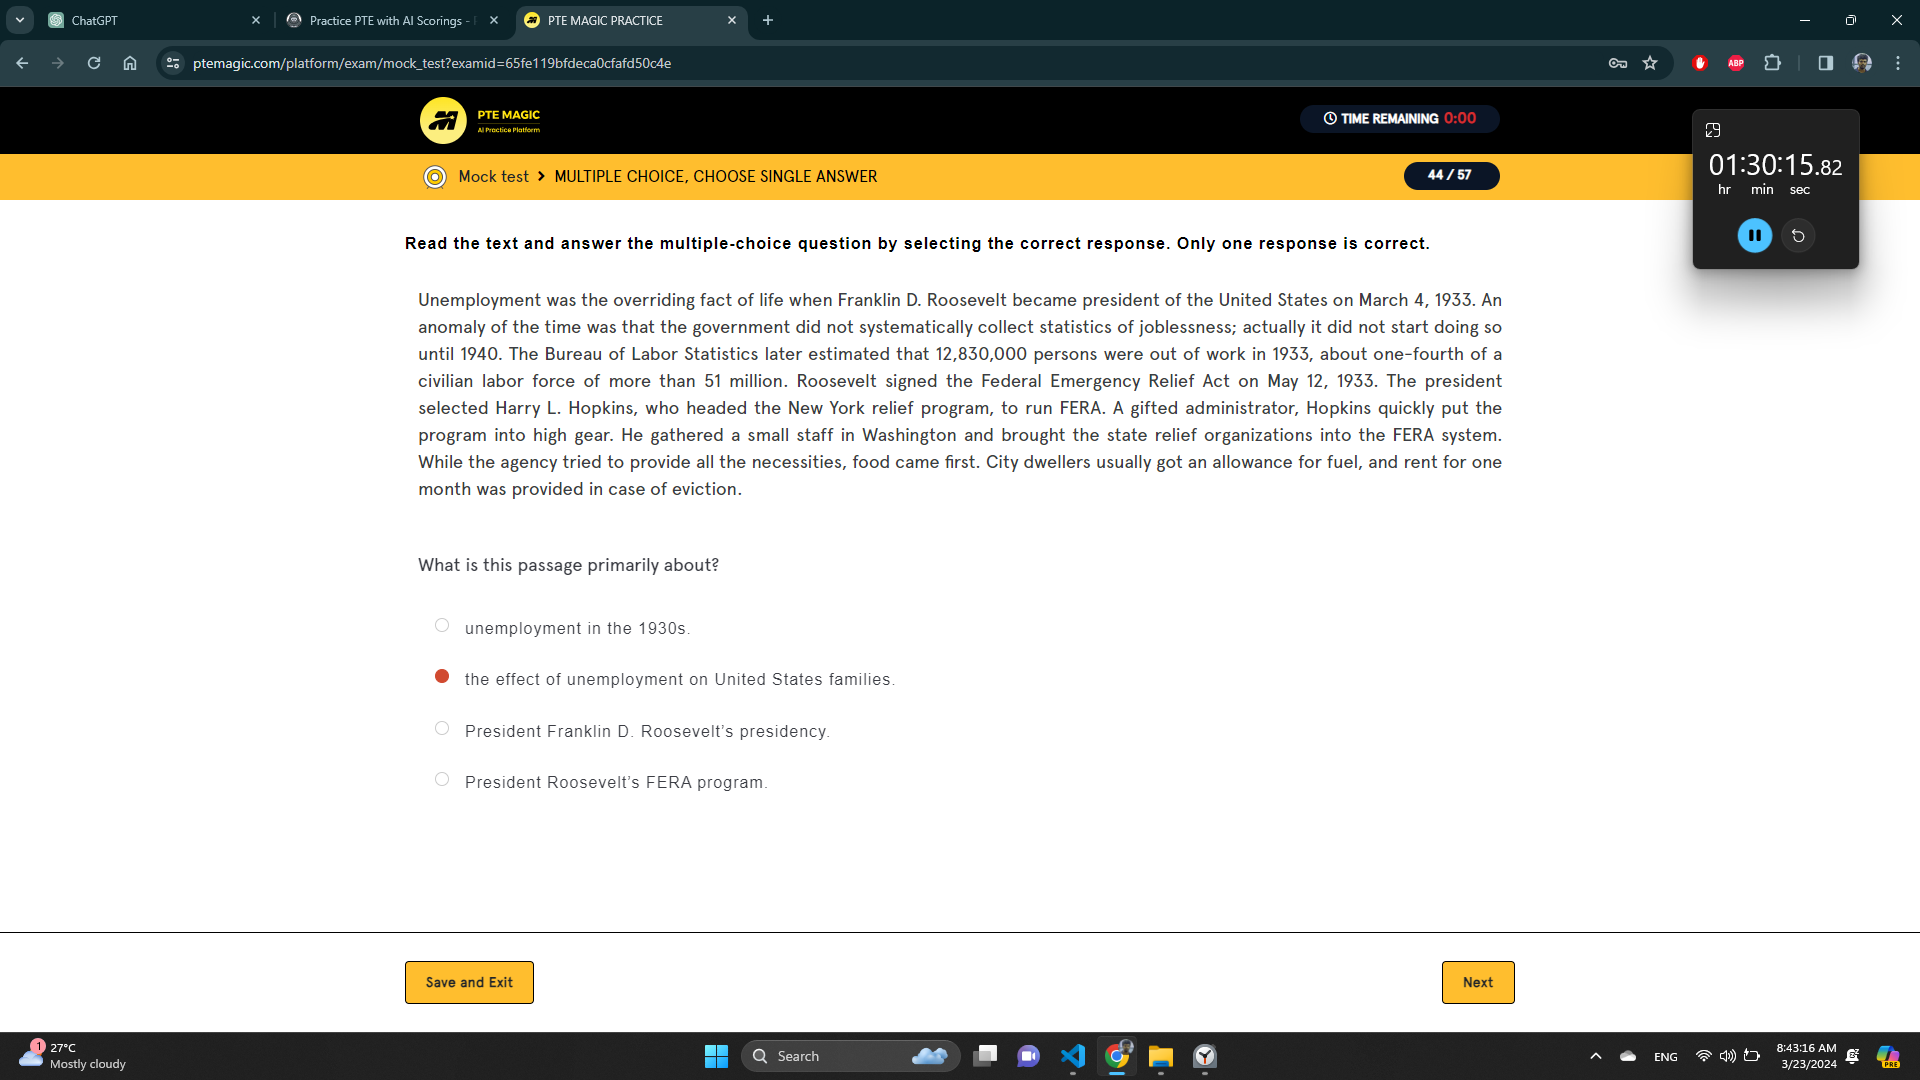 ChatGPT
Practice PTE with AI Scorings -
PTE MAGIC PRACTICE
ptemagic.com/platform/exam/mock_test?examid=65fe119bfdeca0cfafd50c4e
ABP
PTE MAGIC
AI Practice Platform
TIME REMAINING 0:00
01:30:15.82
hr min sec
Mock test > MULTIPLE CHOICE, CHOOSE SINGLE ANSWER
44 / 57
Read the text and answer the multiple-choice question by selecting the correct response. Only one response is correct.
Unemployment was the overriding fact of life when Franklin D. Roosevelt became president of the United States on March 4, 1933. An
anomaly of the time was that the government did not systematically collect statistics of joblessness; actually it did not start doing so
until 1940. The Bureau of Labor Statistics later estimated that 12,830,000 persons were out of work in 1933, about one-fourth of a
civilian labor force of more than 51 million. Roosevelt signed the Federal Emergency Relief Act on May 12, 1933. The president
selected Harry L. Hopkins, who headed the New York relief program, to run FERA. A gifted administrator, Hopkins quickly put the
program into high gear. He gathered a small staff in Washington and brought the state relief organizations into the FERA system.
While the agency tried to provide all the necessities, food came first. City dwellers usually got an allowance for fuel, and rent for one
month was provided in case of eviction.
What is this passage primarily about?
unemployment in the 1930s.
the effect of unemployment on United States families.
President Franklin D. Roosevelt's presidency.
President Roosevelt's FERA program.
Save and Exit
Next
1
27°C
Mostly cloudy
Search
ENG
8:43:16 AM
3/23/2024
PRE